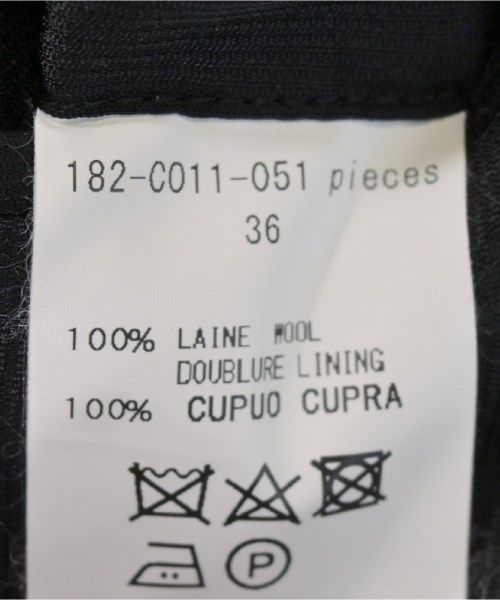 182-C011-051 pieces
36
100% LAINE WOOL
DOUBLURE LINING
100% CUPUO CUPRA
P